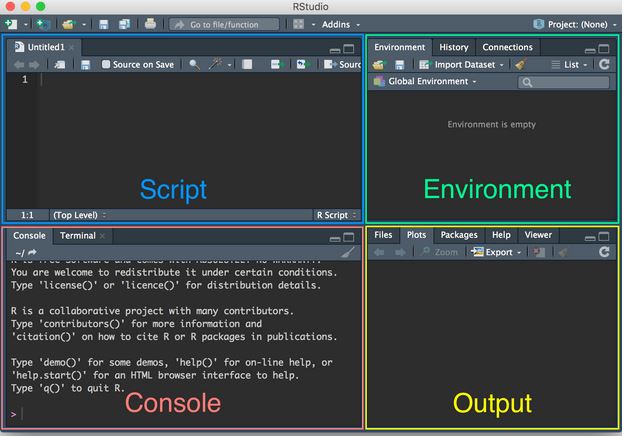 RStudio
Go to file/function
Addins
Project: (None)
Untitled1
Source on Save
Sourc
1
Script
1:1 (Top Level) R Script
Environment History Connections
Import Dataset List
Global Environment
Environment is empty
Environment
Console Terminal
~/
You are welcome to redistribute it under certain conditions.
Type 'license()' or 'licence()' for distribution details.
R is a collaborative project with many contributors.
Type 'contributors()' for more information and
'citation()' on how to cite R or R packages in publications.
Type 'demo()' for some demos, 'help()' for on-line help, or
'help.start()' for an HTML browser interface to help.
Type 'q()' to quit R.
>
Console
Files Plots Packages Help Viewer
Zoom Export
Output